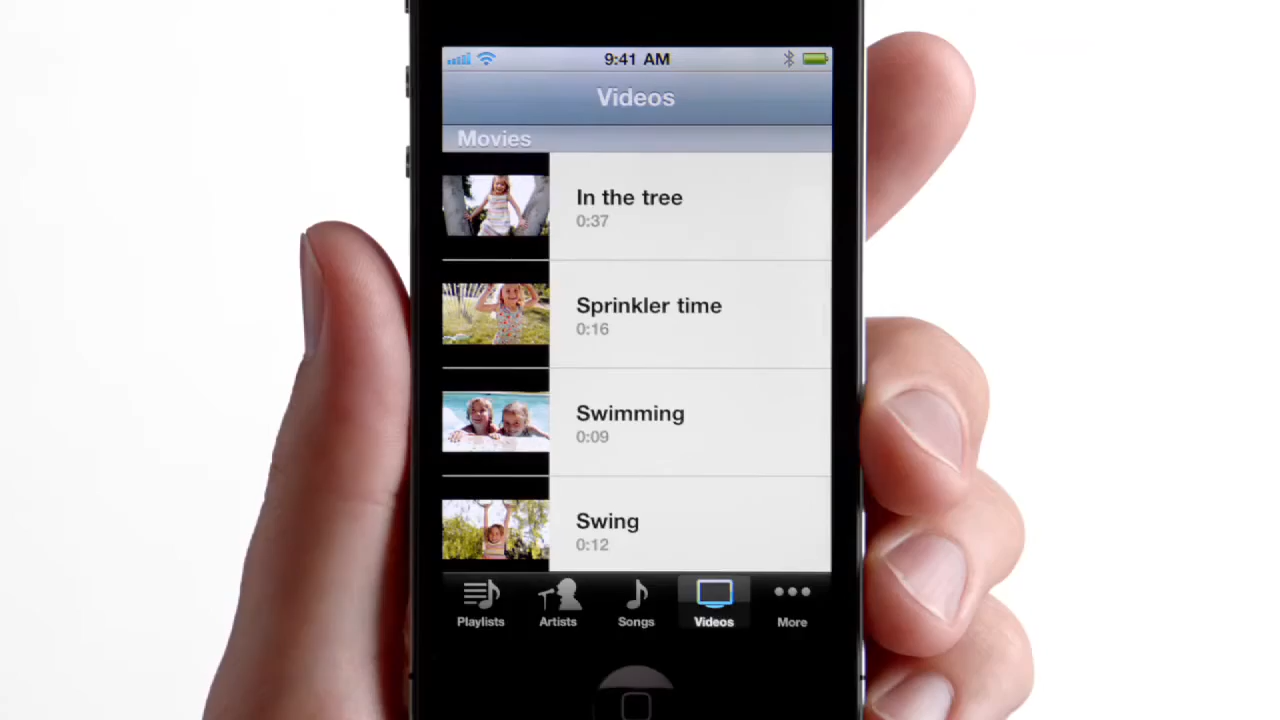 9:41 AM
Videos
Movies
In the tree
0:37
Sprinkler time
0:16
Swimming
0:09
Swing
0:12
Playlists
Artists
Songs
Videos
More